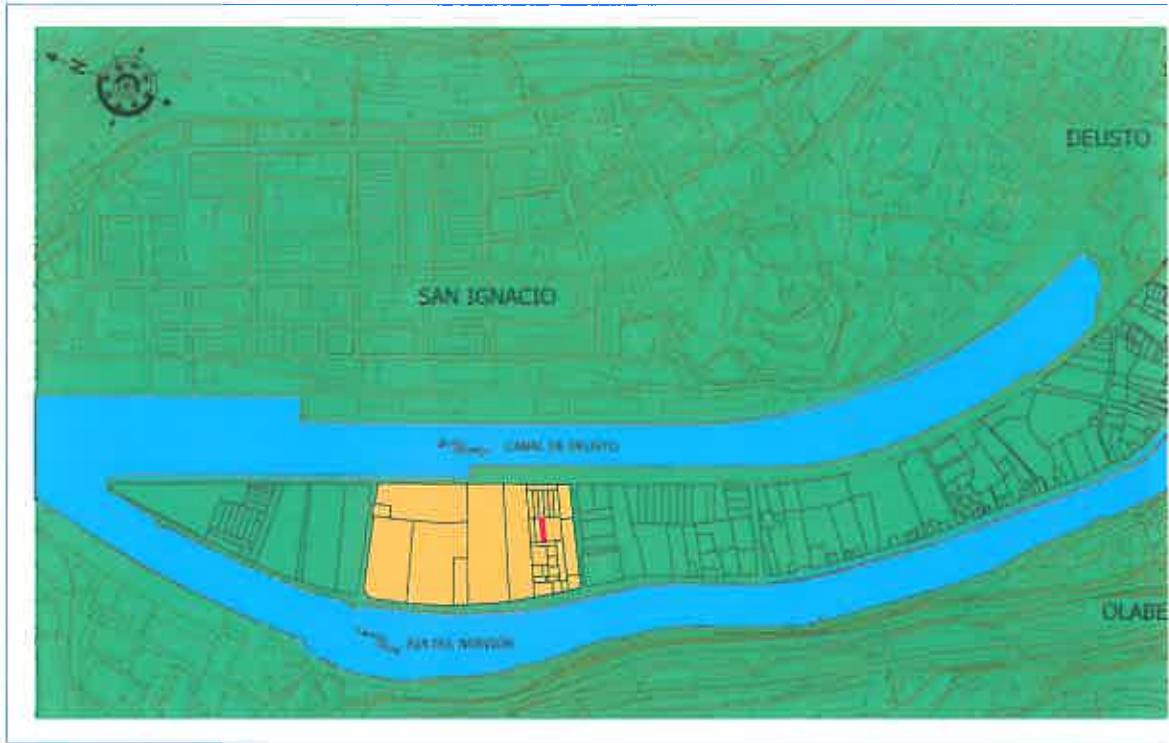 N
DEUSTO
SAN IGNACIO
CANAL DE DEUSTO
RIA DEL NERVION
OLABE